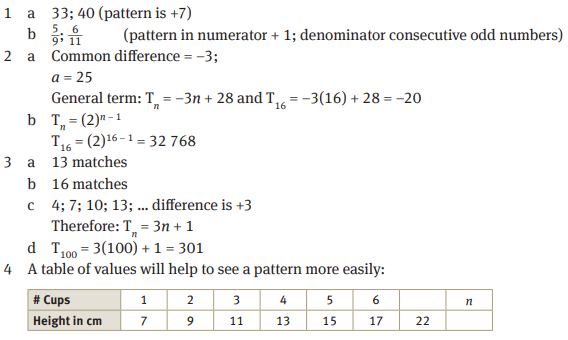 1 a 33; 40 (pattern is +7)
b 5/9; 6/11 (pattern in numerator + 1; denominator consecutive odd numbers)
2 a Common difference = –3;
a = 25
General term: Tₙ = –3n + 28 and T₁₆ = –3(16) + 28 = –20
b Tₙ = (2)ⁿ⁻¹
T₁₆ = (2)¹⁶⁻¹ = 32 768
3 a 13 matches
b 16 matches
c 4; 7; 10; 13; ... difference is +3
Therefore: Tₙ = 3n + 1
d T₁₀₀ = 3(100) + 1 = 301
4 A table of values will help to see a pattern more easily:
# Cups 1 2 3 4 5 6 n
Height in cm 7 9 11 13 15 17 22